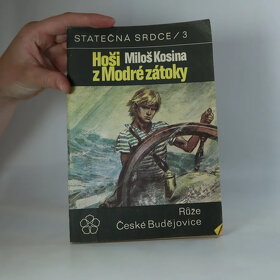 STATEČNÁ SRDCE/3
Hoši Miloš Kosina
z Modré zátoky
Růže
České Budějovice